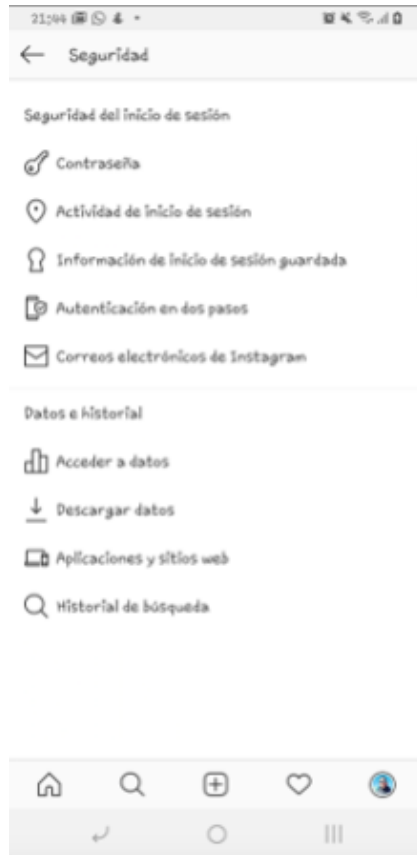 21:44
Seguridad
Seguridad del inicio de sesión
Contraseña
Actividad de inicio de sesión
Información de inicio de sesión guardada
Autenticación en dos pasos
Correos electrónicos de Instagram
Datos e historial
Acceder a datos
Descargar datos
Aplicaciones y sitios web
Historial de búsqueda